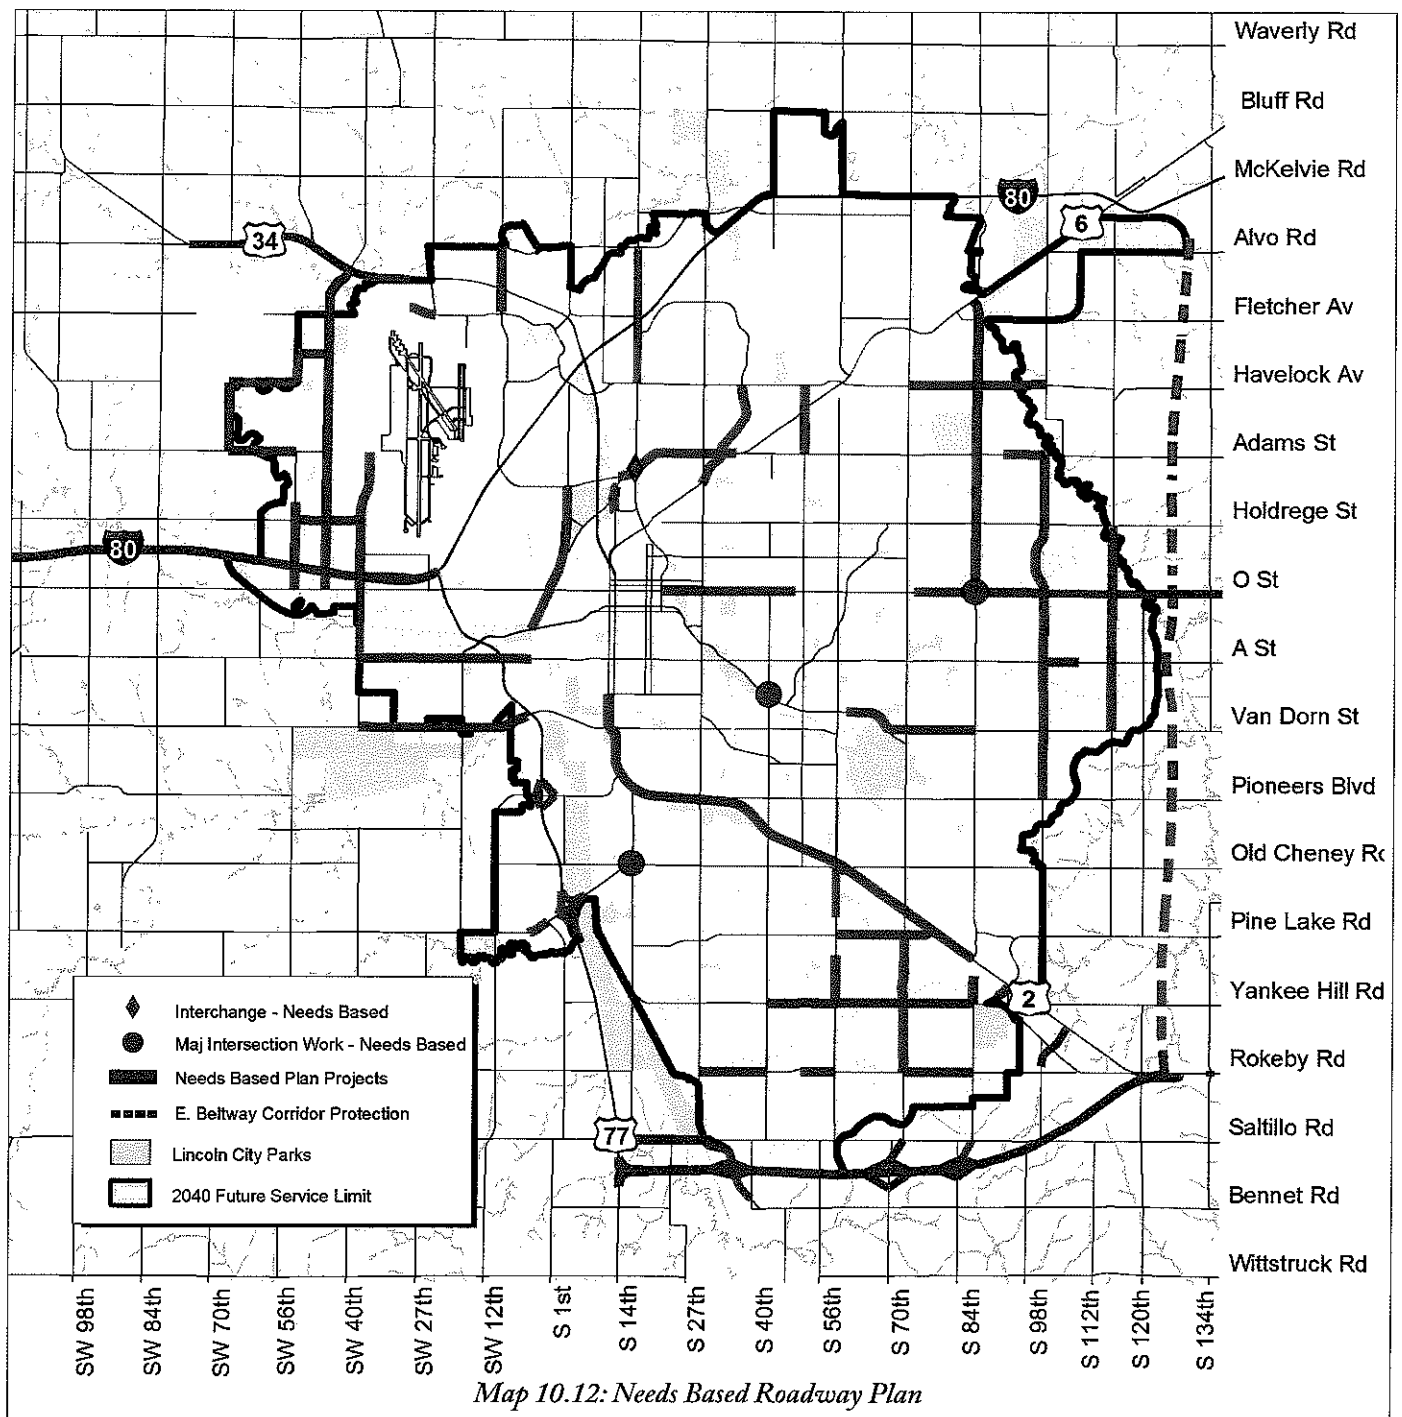 Waverly Rd
Bluff Rd
McKelvie Rd
80
6
34
Alvo Rd
Fletcher Av
Havelock Av
Adams St
Holdrege St
80
O St
A St
Van Dorn St
Pioneers Blvd
Old Cheney Rd
Pine Lake Rd
Yankee Hill Rd
2
Rokeby Rd
77
Saltillo Rd
Bennet Rd
Wittstruck Rd
Interchange - Needs Based
Maj Intersection Work - Needs Based
Needs Based Plan Projects
E. Beltway Corridor Protection
Lincoln City Parks
2040 Future Service Limit
SW 98th
SW 84th
SW 70th
SW 56th
SW 40th
SW 27th
SW 12th
S 1st
S 14th
S 27th
S 40th
S 56th
S 70th
S 84th
S 98th
S 112th
S 120th
S 134th
Map 10.12: Needs Based Roadway Plan